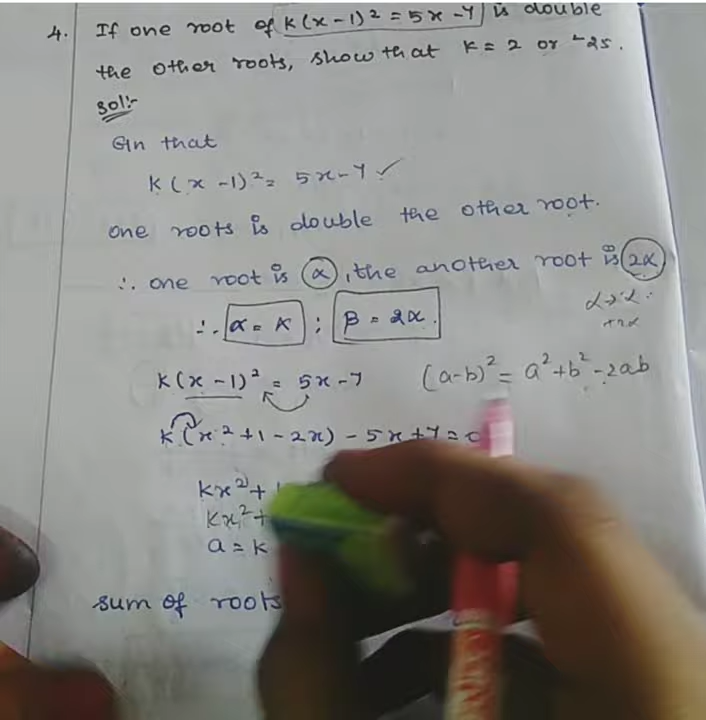 4. If one root of k(x-1)² = 5x-7 is double
the other roots, show that k = 2 or -25.
Sol:-
Gn that
k(x-1)² = 5x-7 ✓
one roots is double the other root.
∴ one root is α, the another root is 2α
∴ α = α ; β = 2α.
k(x-1)² = 5x-7
(a-b)² = a²+b²-2ab
k(x²+1-2x) - 5x+7=0
kx²+
kx²+
a = k
sum of roots